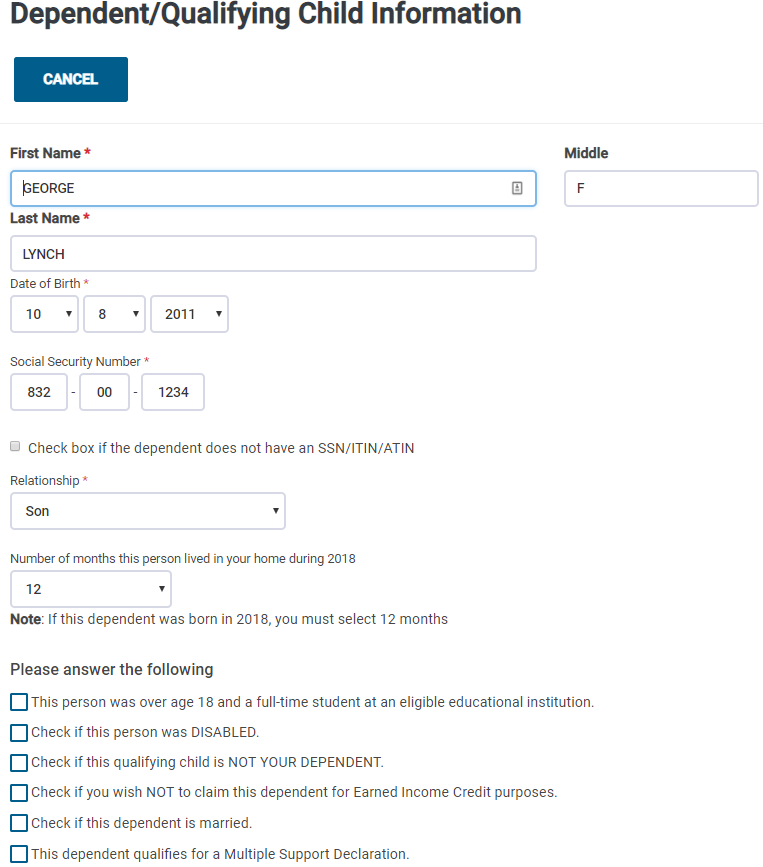 Dependent/Qualifying Child Information
CANCEL
First Name *
Middle
GEORGE
F
Last Name *
LYNCH
Date of Birth *
10 8 2011
Social Security Number *
832 - 00 - 1234
Check box if the dependent does not have an SSN/ITIN/ATIN
Relationship *
Son
Number of months this person lived in your home during 2018
12
Note: If this dependent was born in 2018, you must select 12 months
Please answer the following
This person was over age 18 and a full-time student at an eligible educational institution.
Check if this person was DISABLED.
Check if this qualifying child is NOT YOUR DEPENDENT.
Check if you wish NOT to claim this dependent for Earned Income Credit purposes.
Check if this dependent is married.
This dependent qualifies for a Multiple Support Declaration.